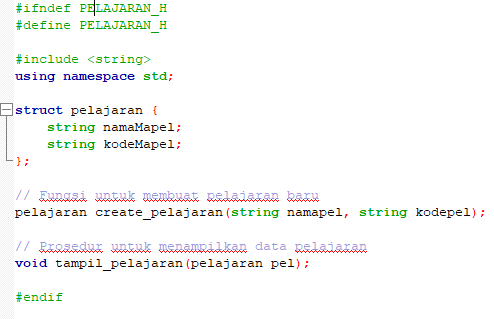 #ifndef PELAJARAN_H
#define PELAJARAN_H
#include <string>
using namespace std;
struct pelajaran {
string namaMapel;
string kodeMapel;
};
// Fungsi untuk membuat pelajaran baru
pelajaran create_pelajaran(string namapel, string kodepel);
// Prosedur untuk menampilkan data pelajaran
void tampil_pelajaran(pelajaran pel);
#endif